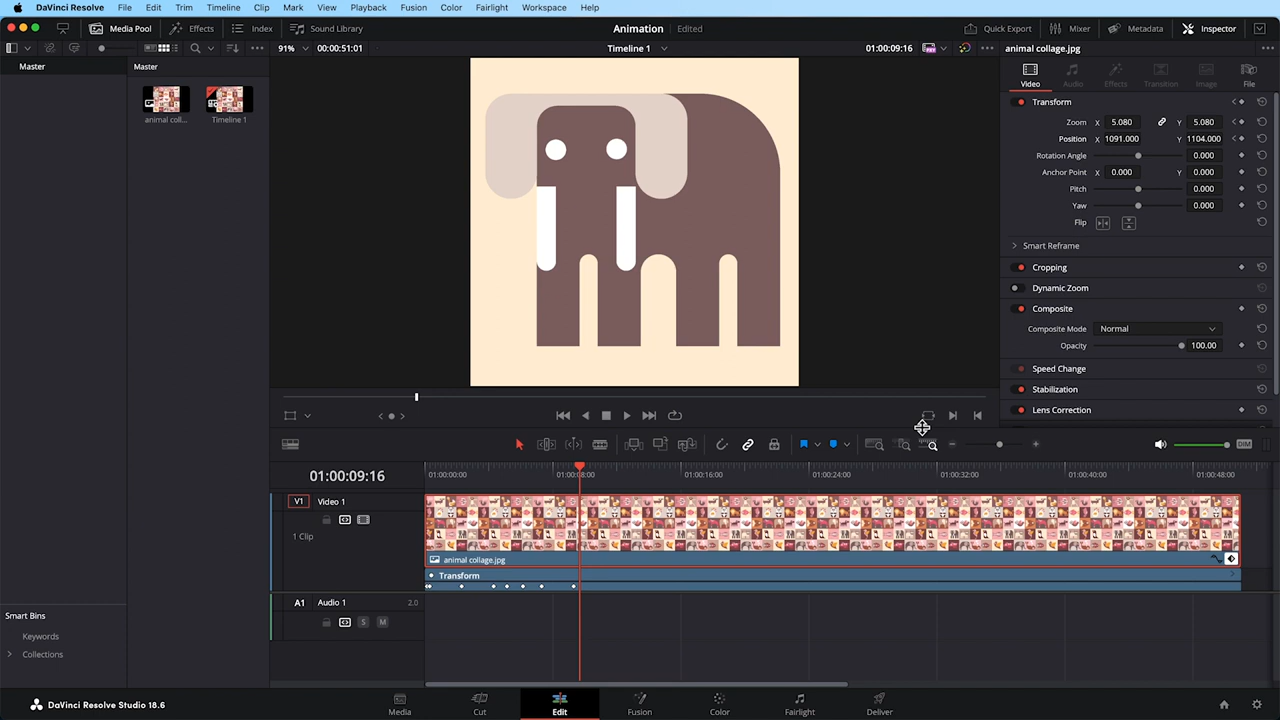 DaVinci Resolve File Edit Trim Timeline Clip Mark View Playback Fusion Color Fairlight Workspace Help
Media Pool Effects Index Sound Library Animation Edited Quick Export Mixer Metadata Inspector
91% 00:00:51:01 Timeline 1 01:00:09:16 animal collage.jpg
Master Master
Video Audio Effects Transition Image File
animal coll... Timeline 1
Transform
Zoom X 5.080 Y 5.080
Position X 1091.000 Y 1104.000
Rotation Angle 0.000
Anchor Point X 0.000 Y 0.000
Pitch 0.000
Yaw 0.000
Flip
Smart Reframe
Cropping
Dynamic Zoom
Composite
Composite Mode Normal
Opacity 100.00
Speed Change
Stabilization
Lens Correction
DIM
01:00:09:16 01:00:00:00 01:00:08:00 01:00:16:00 01:00:24:00 01:00:32:00 01:00:40:00 01:00:48:00
V1 Video 1
1 Clip
animal collage.jpg
Transform
A1 Audio 1 2.0
S M
Smart Bins
Keywords
Collections
DaVinci Resolve Studio 18.6 Media Cut Edit Fusion Color Fairlight Deliver